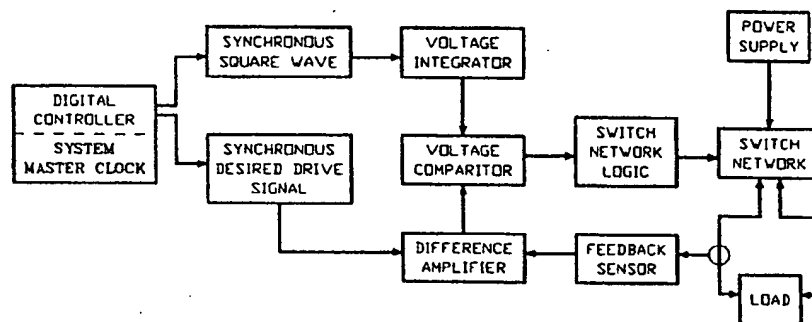 SYNCHRONOUS
SQUARE WAVE
VOLTAGE
INTEGRATOR
POWER
SUPPLY
DIGITAL
CONTROLLER
SYSTEM
MASTER CLOCK
SYNCHRONOUS
DESIRED DRIVE
SIGNAL
VOLTAGE
COMPARITOR
SWITCH
NETWORK
LOGIC
SWITCH
NETWORK
DIFFERENCE
AMPLIFIER
FEEDBACK
SENSOR
LOAD